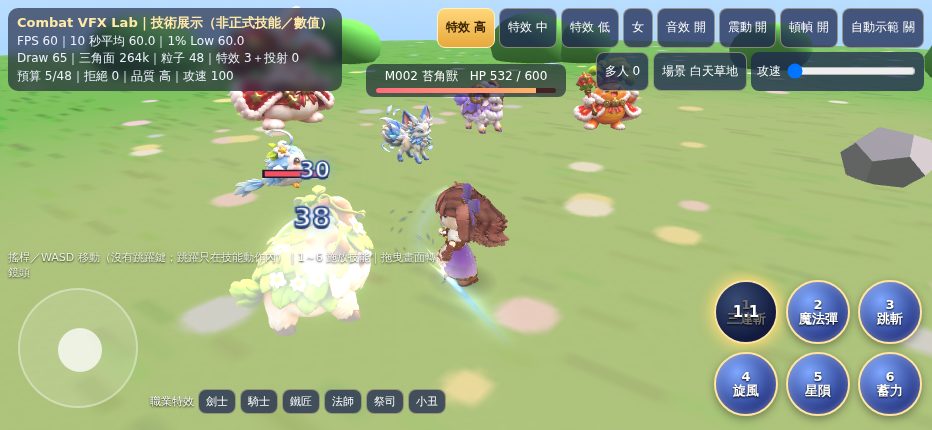 Combat VFX Lab｜技術展示（非正式技能／數值）
FPS 60｜10 秒平均 60.0｜1% Low 60.0
Draw 65｜三角面 264k｜粒子 48｜特效 3＋投射 0
預算 5/48｜拒絕 0｜品質 高｜攻速 100
特效 高
特效 中
特效 低
女
音效 開
震動 開
頓幀 開
自動示範 關
M002 苔角獸 HP 532 / 600
多人 0
場景 白天草地
攻速
30
38
搖桿／WASD 移動（沒有跳躍鍵；跳躍只在技能動作內）｜1～6 施放技能｜拖曳畫面轉
鏡頭
1
1.1
三連斬
2
魔法彈
3
跳斬
4
旋風
5
星隕
6
蓄力
職業特效
劍士
騎士
鐵匠
法師
祭司
小丑